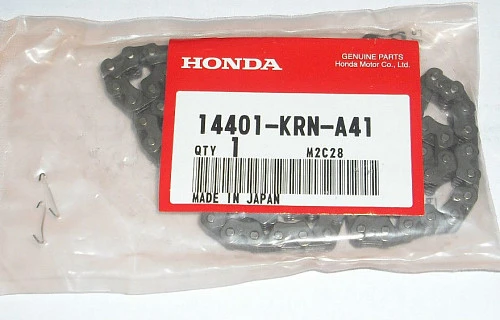 HONDA
GENUINE PARTS
Honda Motor Co., Ltd.
14401-KRN-A41
QTY 1 M2C28
MADE IN JAPAN